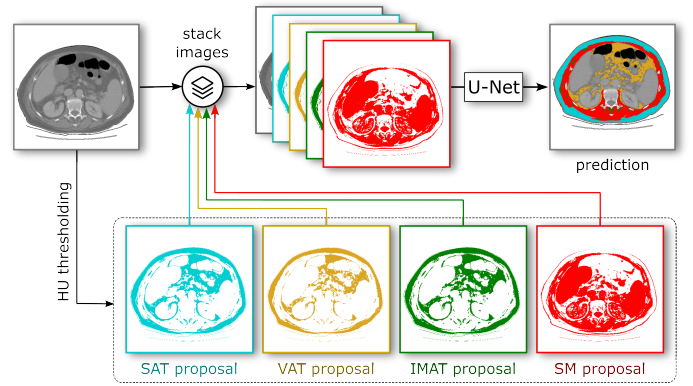 stack
images
U-Net
prediction
HU thresholding
SAT proposal
VAT proposal
IMAT proposal
SM proposal